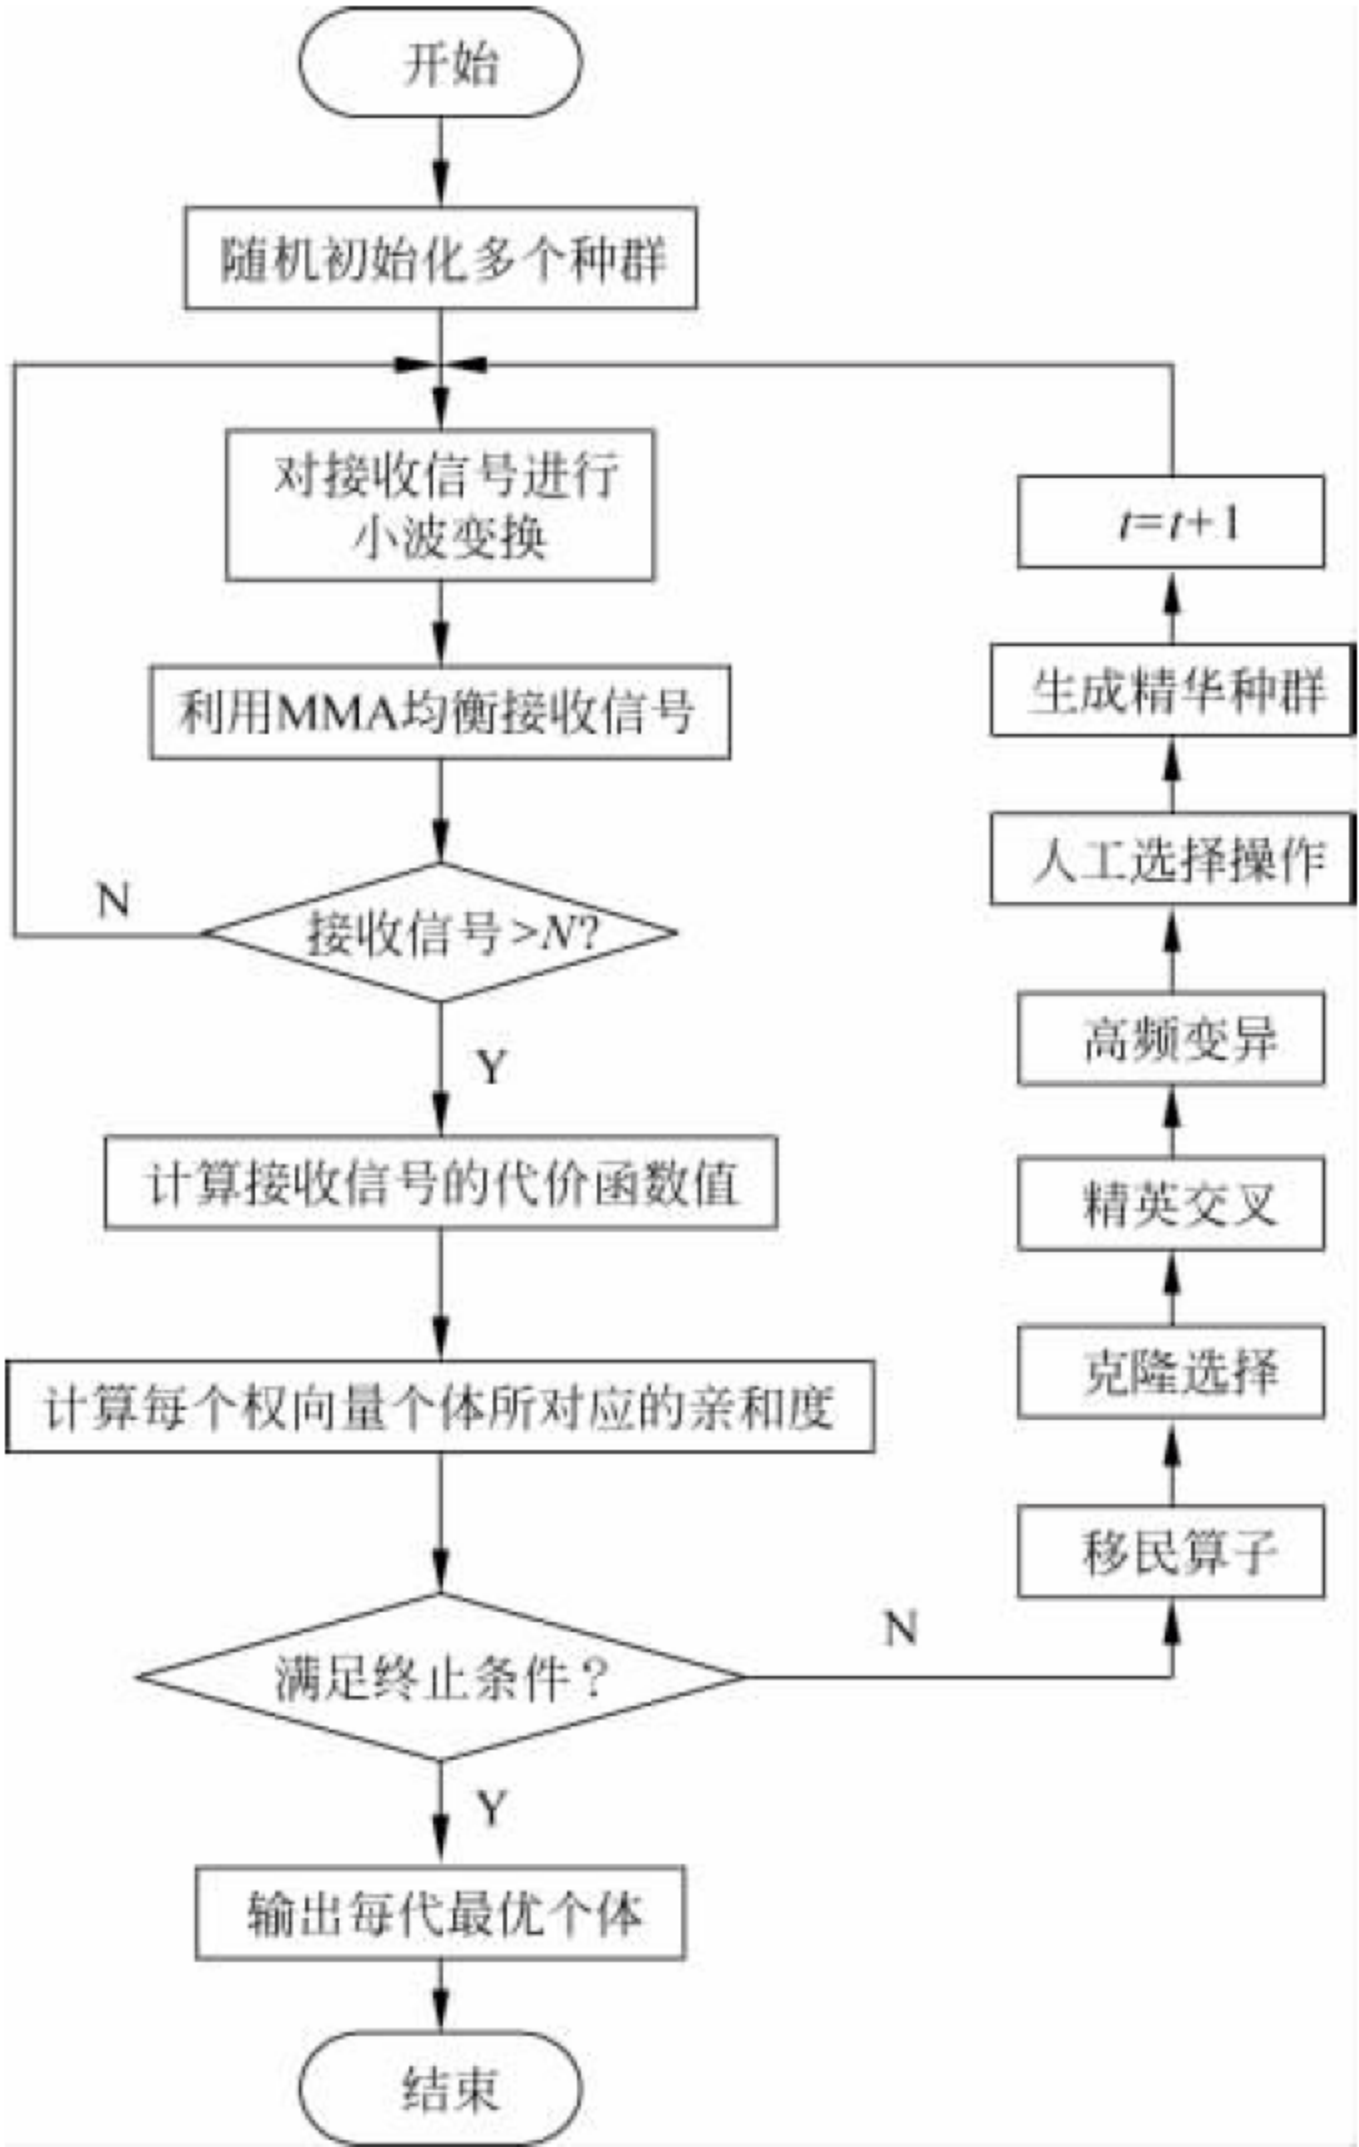 开始
随机初始化多个种群
对接收信号进行
小波变换
利用MMA均衡接收信号
接收信号>N?
N
Y
计算接收信号的代价函数值
计算每个权向量个体所对应的亲和度
满足终止条件？
N
Y
输出每代最优个体
结束
移民算子
克隆选择
精英交叉
高频变异
人工选择操作
生成精华种群
t=t+1